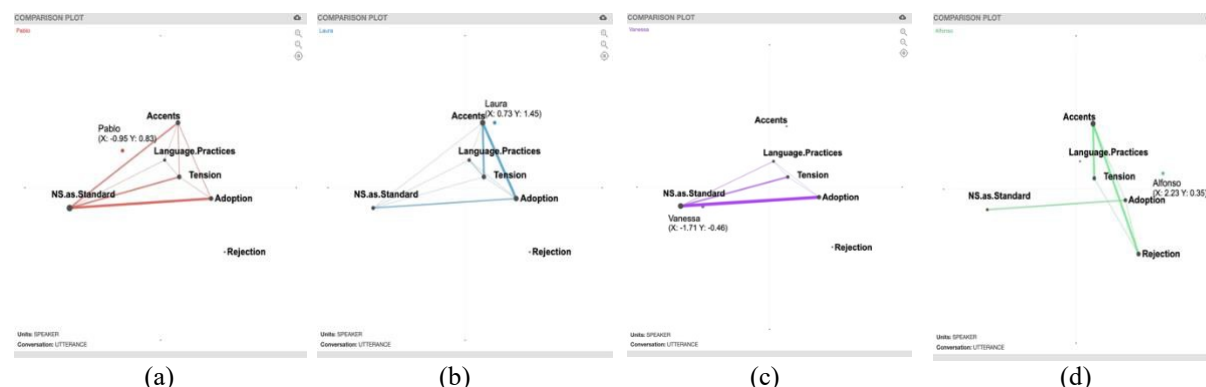 COMPARISON PLOT
Pablo
Accents
Pablo
(X: -0.95 Y: 0.83)
Language.Practices
Tension
NS.as.Standard
Adoption
Rejection
Units: SPEAKER
Conversation: UTTERANCE
(a)
COMPARISON PLOT
Laura
Laura
Accents (X: 0.73 Y: 1.45)
Language.Practices
Tension
NS.as.Standard
Adoption
Rejection
Units: SPEAKER
Conversation: UTTERANCE
(b)
COMPARISON PLOT
Vanessa
Accents
Language.Practices
Tension
NS.as.Standard
Adoption
Vanessa
(X: -1.71 Y: -0.46)
Rejection
Units: SPEAKER
Conversation: UTTERANCE
(c)
COMPARISON PLOT
Alfonso
Accents
Language.Practices
Tension
Alfonso
(X: 2.23 Y: 0.35)
NS.as.Standard
Adoption
Rejection
Units: SPEAKER
Conversation: UTTERANCE
(d)